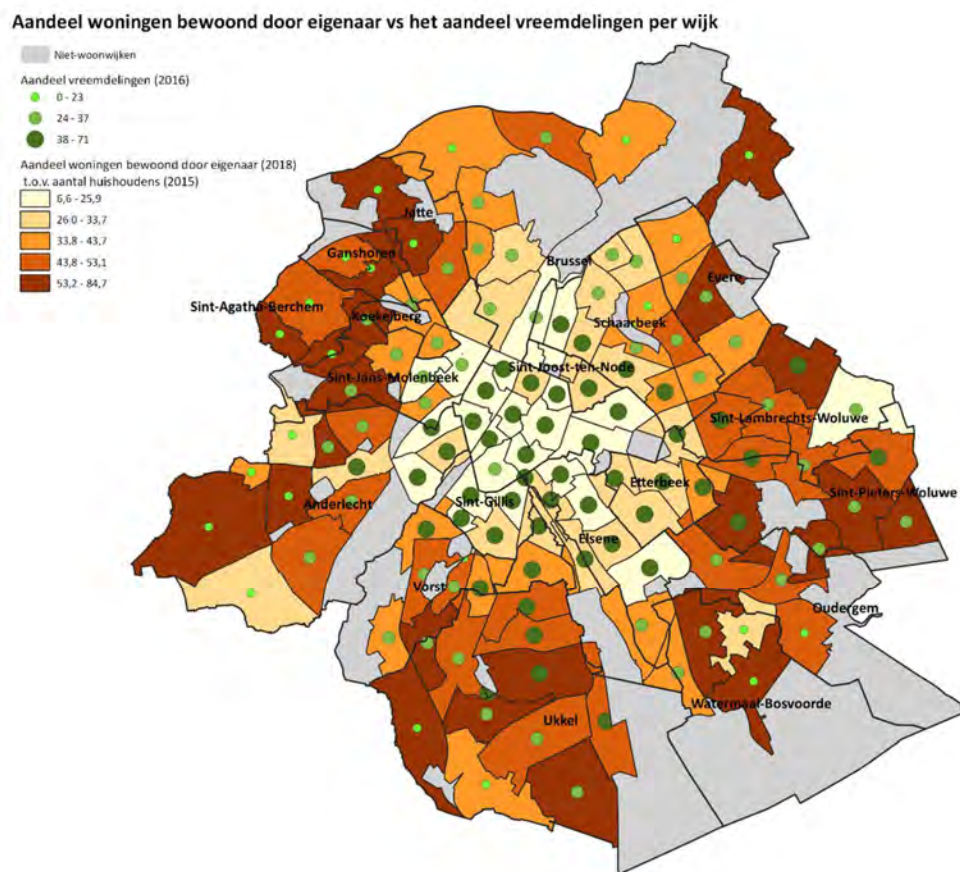 Aandeel woningen bewoond door eigenaar vs het aandeel vreemdelingen per wijk
Niet-woonwijken
Aandeel vreemdelingen (2016)
0 - 23
24 - 37
38 - 71
Aandeel woningen bewoond door eigenaar (2018)
t.o.v. aantal huishoudens (2015)
6,6 - 25,9
26,0 - 33,7
33,8 - 43,7
43,8 - 53,1
53,2 - 84,7
Jette
Ganshoren
Brussel
Evere
Sint-Agatha-Berchem
Koekelberg
Schaarbeek
Sint-Joost-ten-Node
Sint-Jans-Molenbeek
Sint-Lambrechts-Woluwe
Etterbeek
Sint-Pieters-Woluwe
Anderlecht
Sint-Gillis
Elsene
Vorst
Oudergem
Watermaal-Bosvoorde
Ukkel